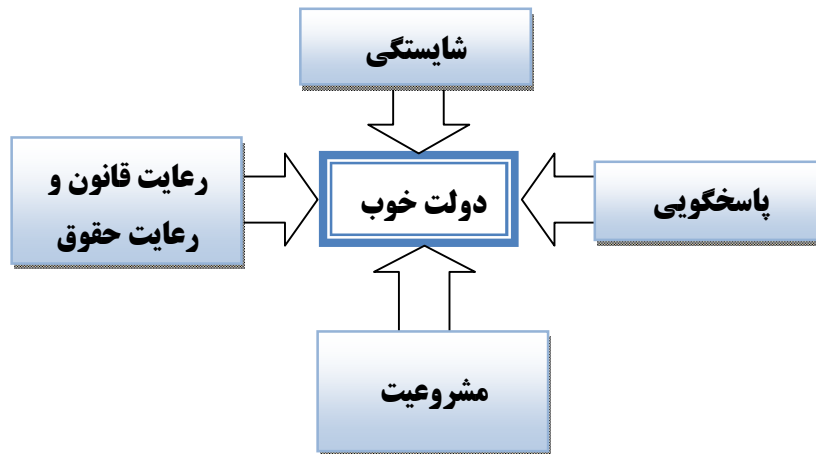 شایستگی
رعایت قانون و
رعایت حقوق
دولت خوب
پاسخگویی
مشروعیت